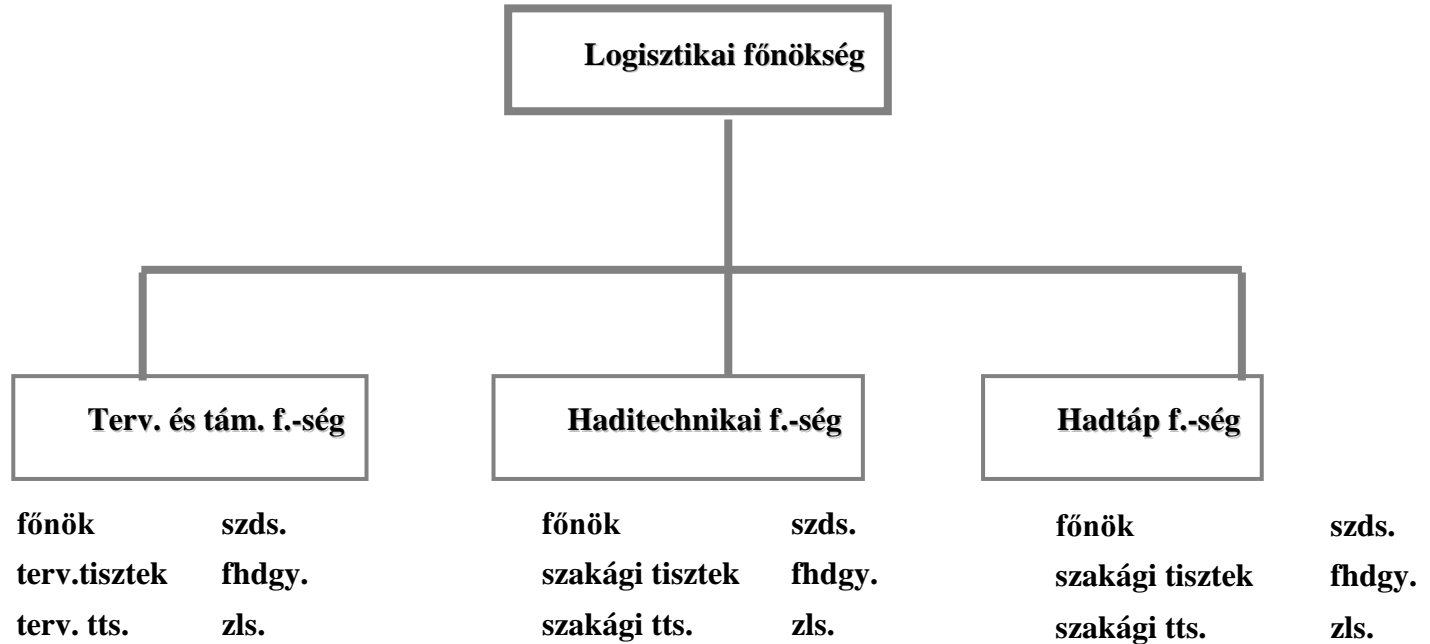 Logisztikai főnökség
Terv. és tám. f.-ség
Haditechnikai f.-ség
Hadtáp f.-ség
főnök szds.
terv.tisztek fhdgy.
terv. tts. zls.
főnök szds.
szakági tisztek fhdgy.
szakági tts. zls.
főnök szds.
szakági tisztek fhdgy.
szakági tts. zls.